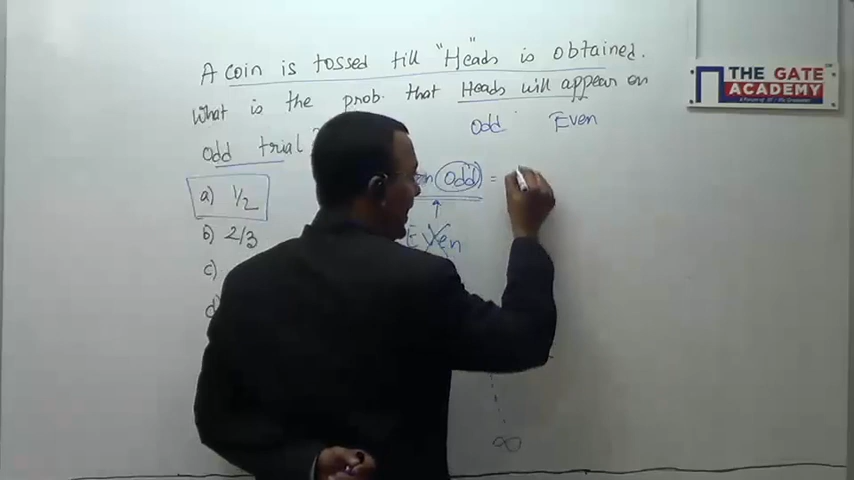 A coin is tossed till "Heads" is obtained.
What is the prob. that Heads will appear on
odd trial
odd Even
a) 1/2
on odd) =
b) 2/3
Even
c)
d)
∞
THE GATE
ACADEMY